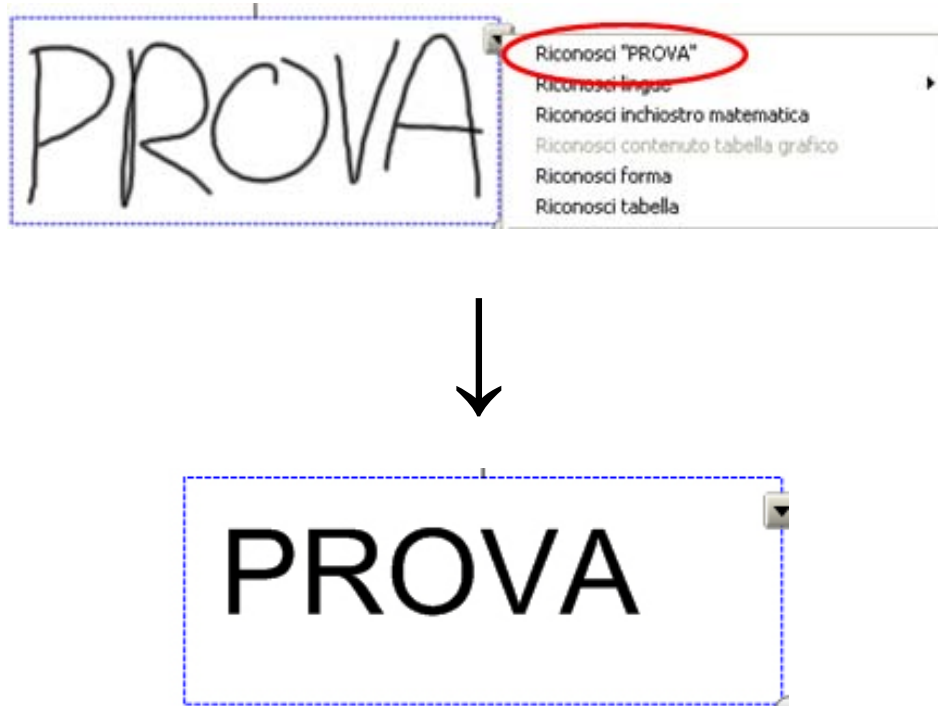 PROVA
Riconosci "PROVA"
Riconosci lingue
Riconosci inchiostro matematica
Riconosci contenuto tabella grafico
Riconosci forma
Riconosci tabella
PROVA